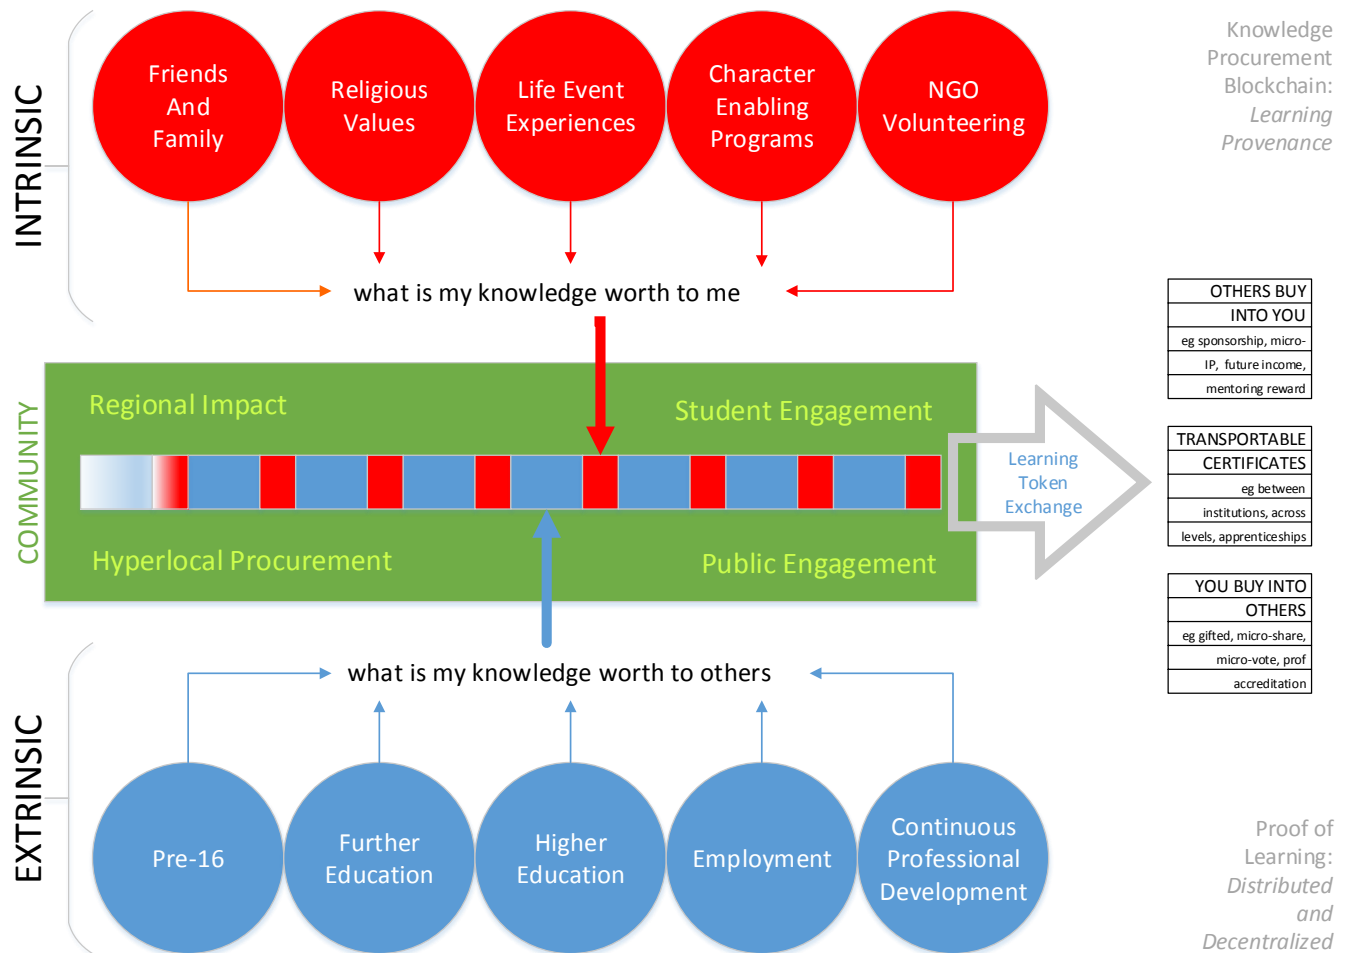 INTRINSIC
Friends
And
Family
Religious
Values
Life Event
Experiences
Character
Enabling
Programs
NGO
Volunteering
Knowledge
Procurement
Blockchain:
Learning
Provenance
what is my knowledge worth to me
COMMUNITY
Regional Impact
Student Engagement
Hyperlocal Procurement
Public Engagement
Learning
Token
Exchange
OTHERS BUY
INTO YOU
eg sponsorship, micro-
IP, future income,
mentoring reward
TRANSPORTABLE
CERTIFICATES
eg between
institutions, across
levels, apprenticeships
YOU BUY INTO
OTHERS
eg gifted, micro-share,
micro-vote, prof
accreditation
EXTRINSIC
what is my knowledge worth to others
Pre-16
Further
Education
Higher
Education
Employment
Continuous
Professional
Development
Proof of
Learning:
Distributed
and
Decentralized